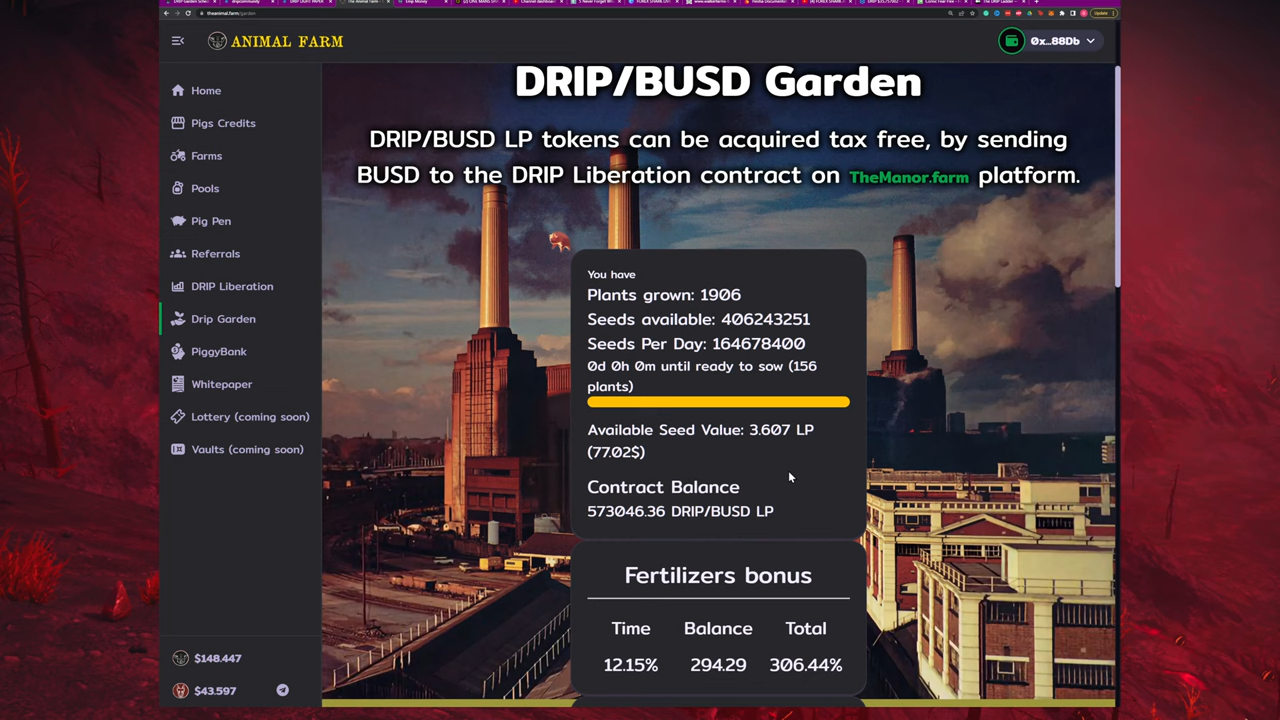 theanimal.farm/garden
Update
ANIMAL FARM
0x...88Db
Home
Pigs Credits
Farms
Pools
Pig Pen
Referrals
DRIP Liberation
Drip Garden
PiggyBank
Whitepaper
Lottery (coming soon)
Vaults (coming soon)
$148.447
$43.597
DRIP/BUSD Garden
DRIP/BUSD LP tokens can be acquired tax free, by sending
BUSD to the DRIP Liberation contract on TheManor.farm platform.
You have
Plants grown: 1906
Seeds available: 406243251
Seeds Per Day: 164678400
0d 0h 0m until ready to sow (156
plants)
Available Seed Value: 3.607 LP
(77.02$)
Contract Balance
573046.36 DRIP/BUSD LP
Fertilizers bonus
Time Balance Total
12.15% 294.29 306.44%